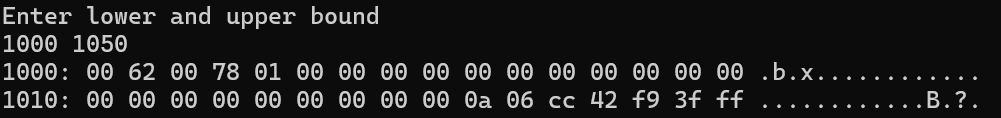 Enter lower and upper bound
1000 1050
1000: 00 62 00 78 01 00 00 00 00 00 00 00 00 00 00 00 .b.x............
1010: 00 00 00 00 00 00 00 00 00 0a 06 cc 42 f9 3f ff ............B.?.